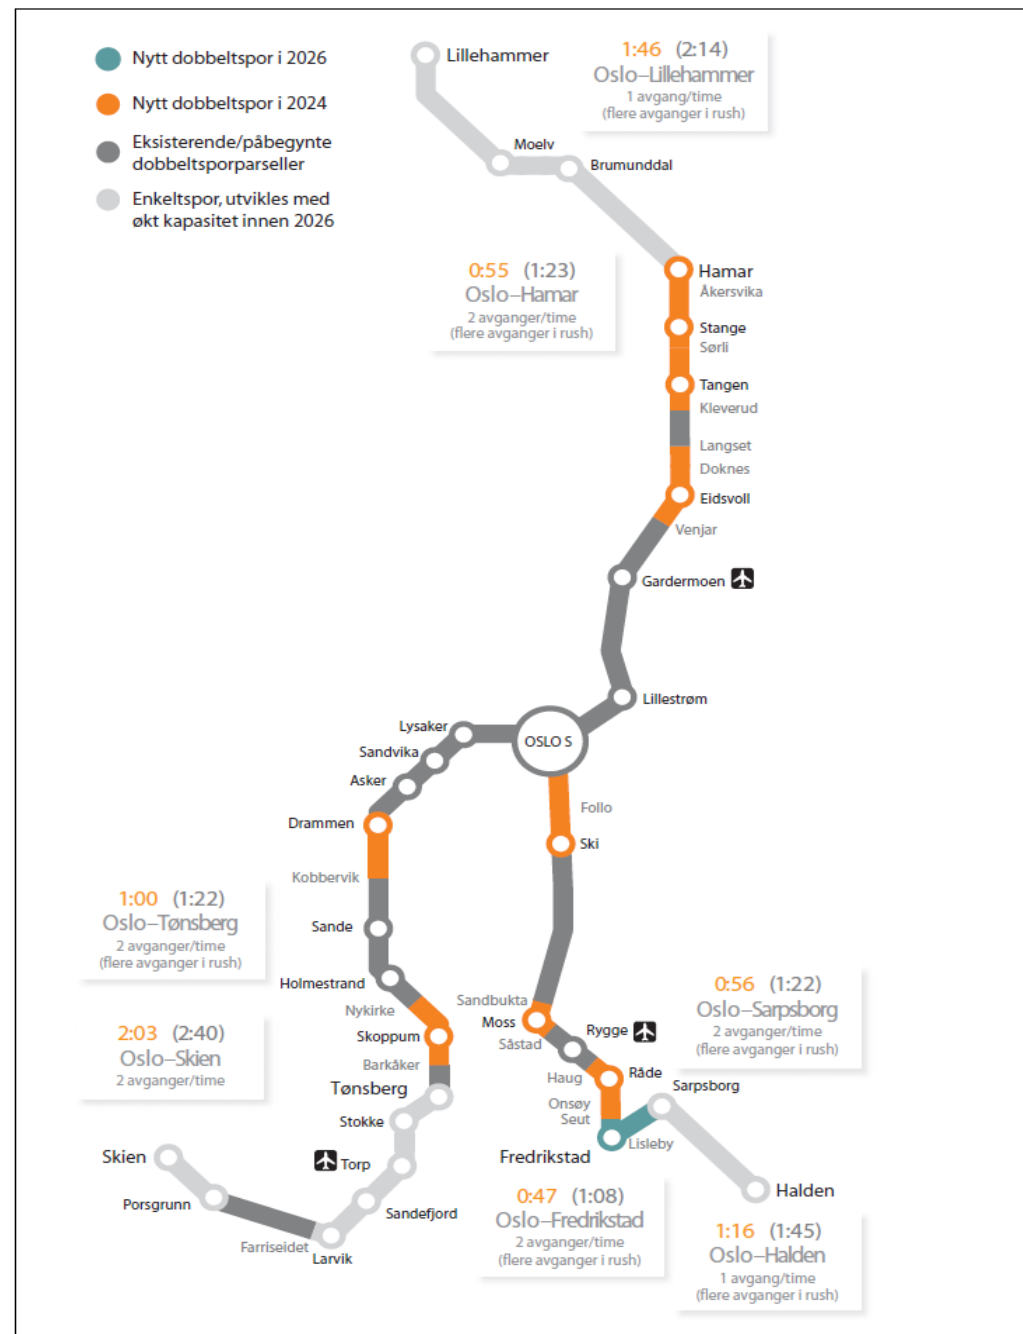 Nytt dobbeltspor i 2026
Nytt dobbeltspor i 2024
Eksisterende/påbegynte
dobbeltsporparseller
Enkeltspor, utvikles med
økt kapasitet innen 2026
Lillehammer
1:46 (2:14)
Oslo–Lillehammer
1 avgang/time
(flere avganger i rush)
Moelv
Brumunddal
0:55 (1:23)
Oslo–Hamar
2 avganger/time
(flere avganger i rush)
Hamar
Åkersvika
Stange
Sørli
Tangen
Kleverud
Langset
Doknes
Eidsvoll
Venjar
Gardermoen
Lillestrøm
OSLO S
Lysaker
Sandvika
Asker
Drammen
Kobbervik
Sande
Holmestrand
Nykirke
Skoppum
Barkåker
Tønsberg
Stokke
Torp
Sandefjord
Larvik
Farriseidet
Porsgrunn
Skien
1:00 (1:22)
Oslo–Tønsberg
2 avganger/time
(flere avganger i rush)
2:03 (2:40)
Oslo–Skien
2 avganger/time
Follo
Ski
Sandbukta
Moss
Såstad
Rygge
Haug
Råde
Onsøy
Seut
Fredrikstad
Lisleby
Sarpsborg
Halden
0:56 (1:22)
Oslo–Sarpsborg
2 avganger/time
(flere avganger i rush)
0:47 (1:08)
Oslo–Fredrikstad
2 avganger/time
(flere avganger i rush)
1:16 (1:45)
Oslo–Halden
1 avgang/time
(flere avganger i rush)